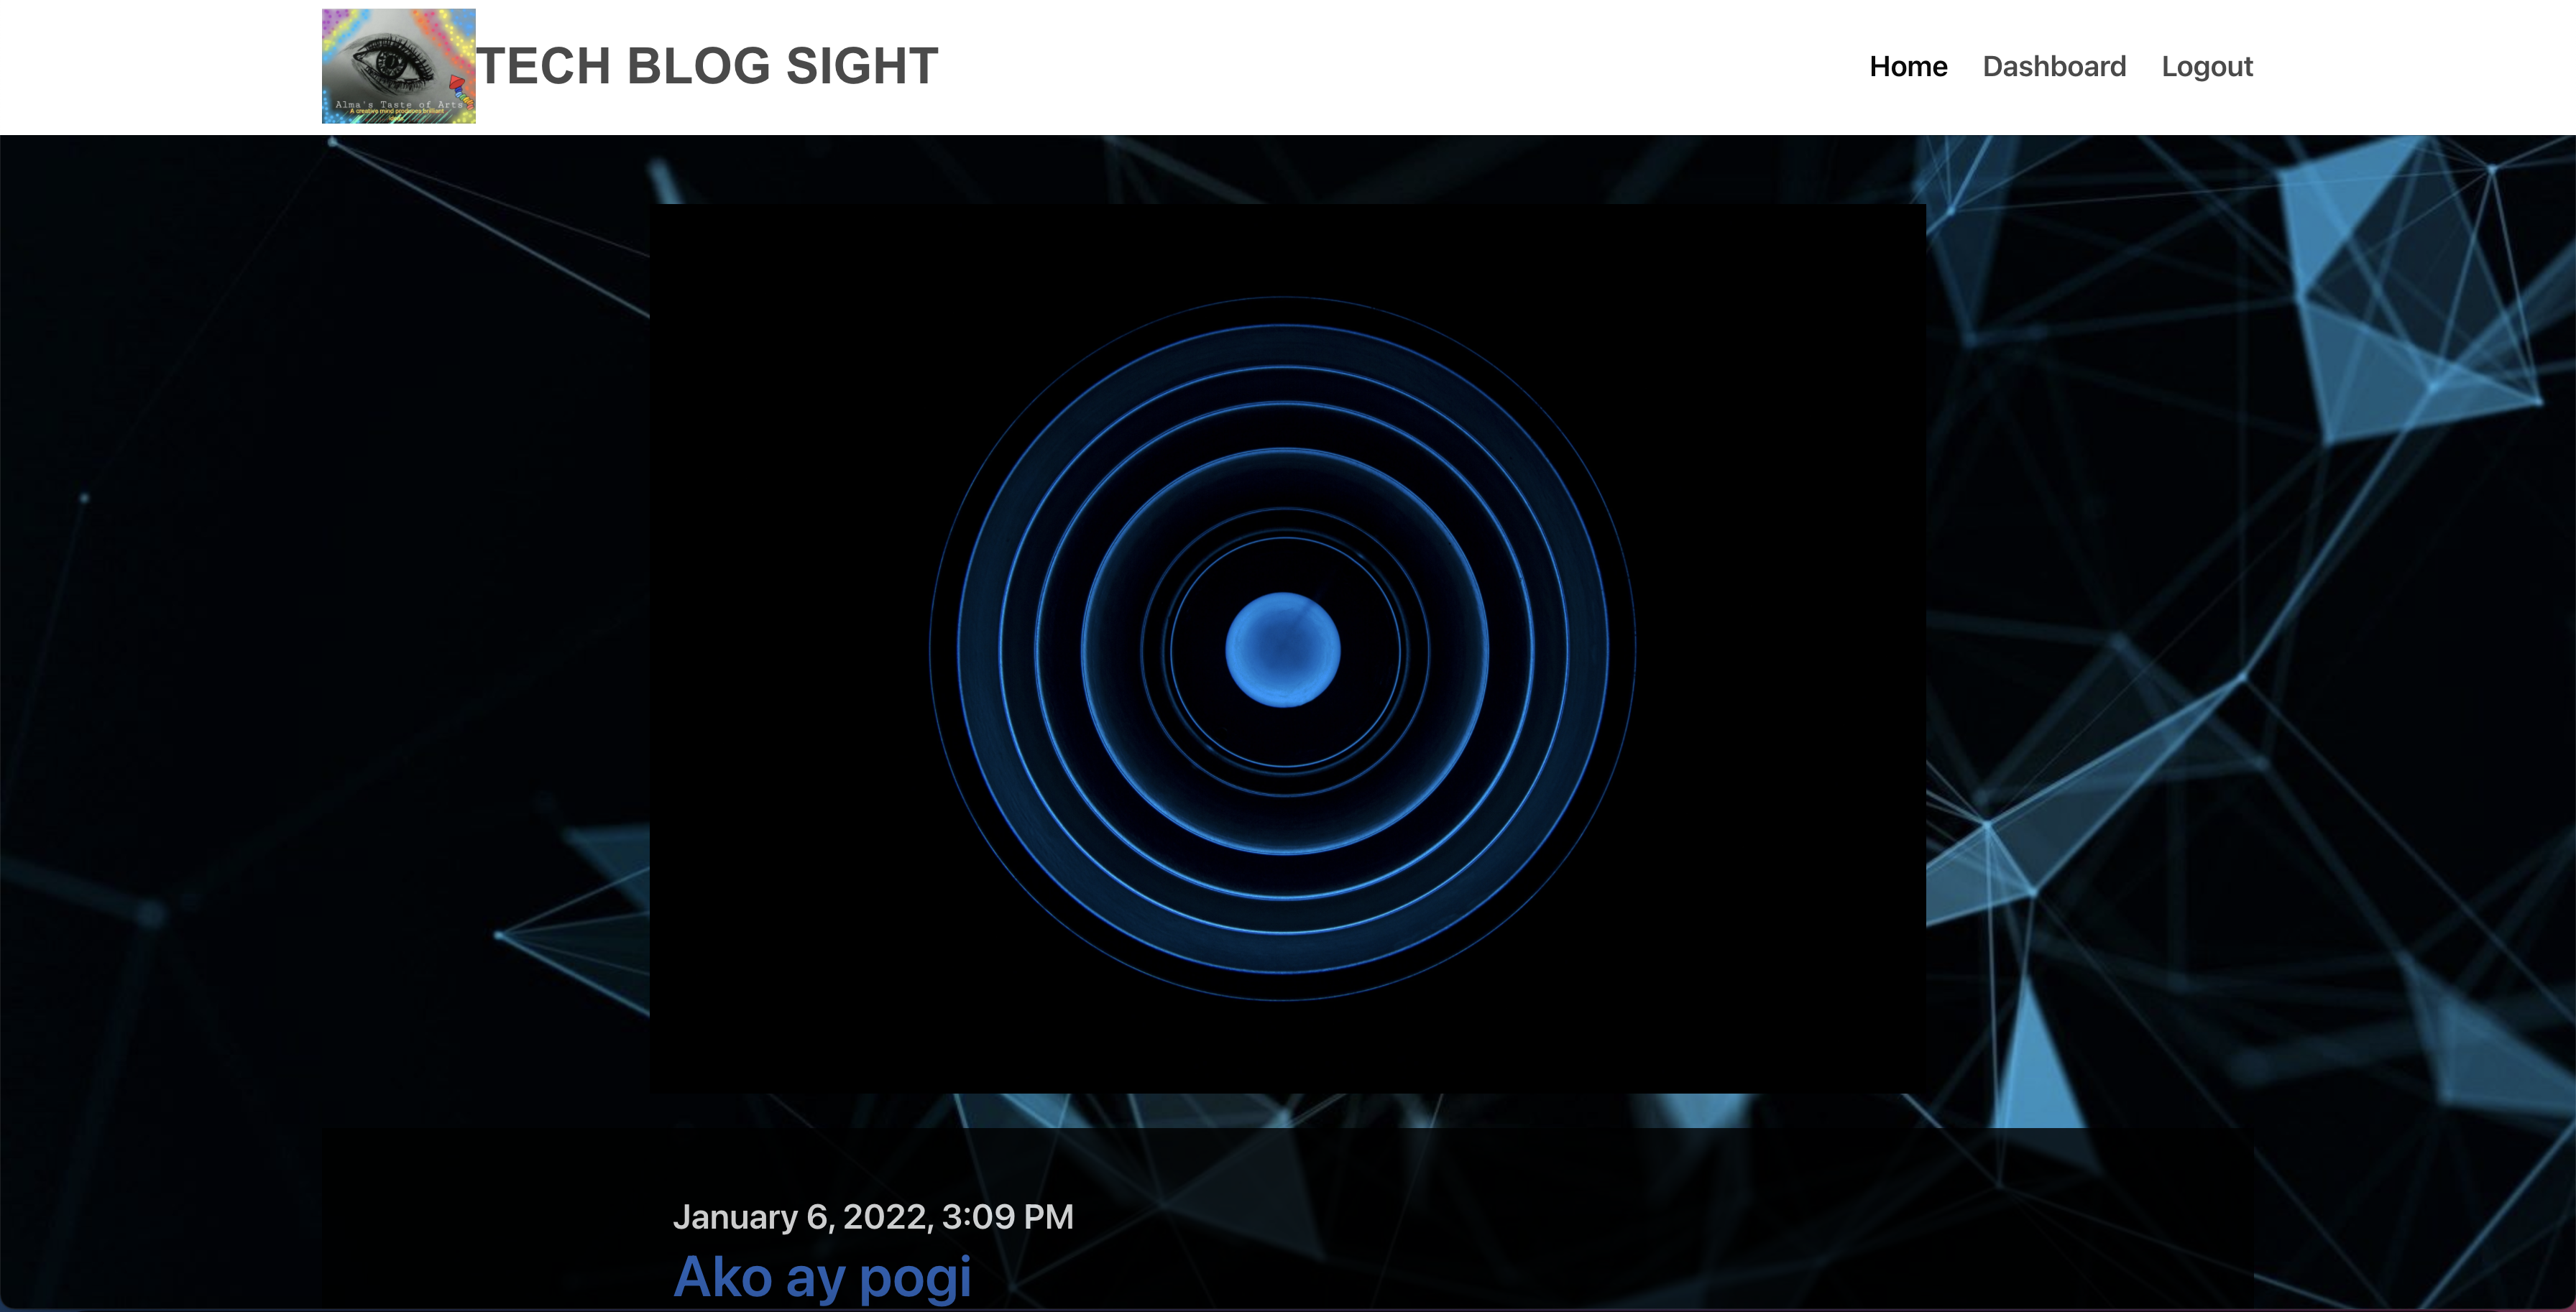 Alma's Taste of Arts
A creative mind produces brilliant
TECH BLOG SIGHT
Home
Dashboard
Logout
January 6, 2022, 3:09 PM
Ako ay pogi